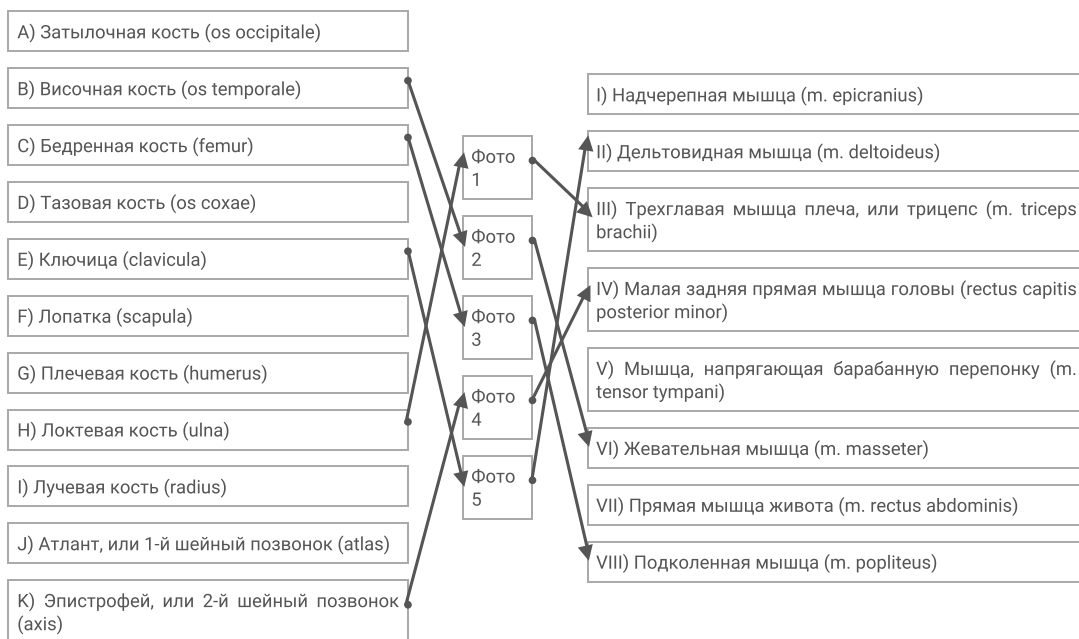 A) Затылочная кость (os occipitale)
B) Височная кость (os temporale)
C) Бедренная кость (femur)
D) Тазовая кость (os coxae)
E) Ключица (clavicula)
F) Лопатка (scapula)
G) Плечевая кость (humerus)
H) Локтевая кость (ulna)
I) Лучевая кость (radius)
J) Атлант, или 1-й шейный позвонок (atlas)
K) Эпистрофей, или 2-й шейный позвонок
(axis)
Фото
1
Фото
2
Фото
3
Фото
4
Фото
5
I) Надчерепная мышца (m. epicranius)
II) Дельтовидная мышца (m. deltoideus)
III) Трехглавая мышца плеча, или трицепс (m. triceps
brachii)
IV) Малая задняя прямая мышца головы (rectus capitis
posterior minor)
V) Мышца, напрягающая барабанную перепонку (m.
tensor tympani)
VI) Жевательная мышца (m. masseter)
VII) Прямая мышца живота (m. rectus abdominis)
VIII) Подколенная мышца (m. popliteus)